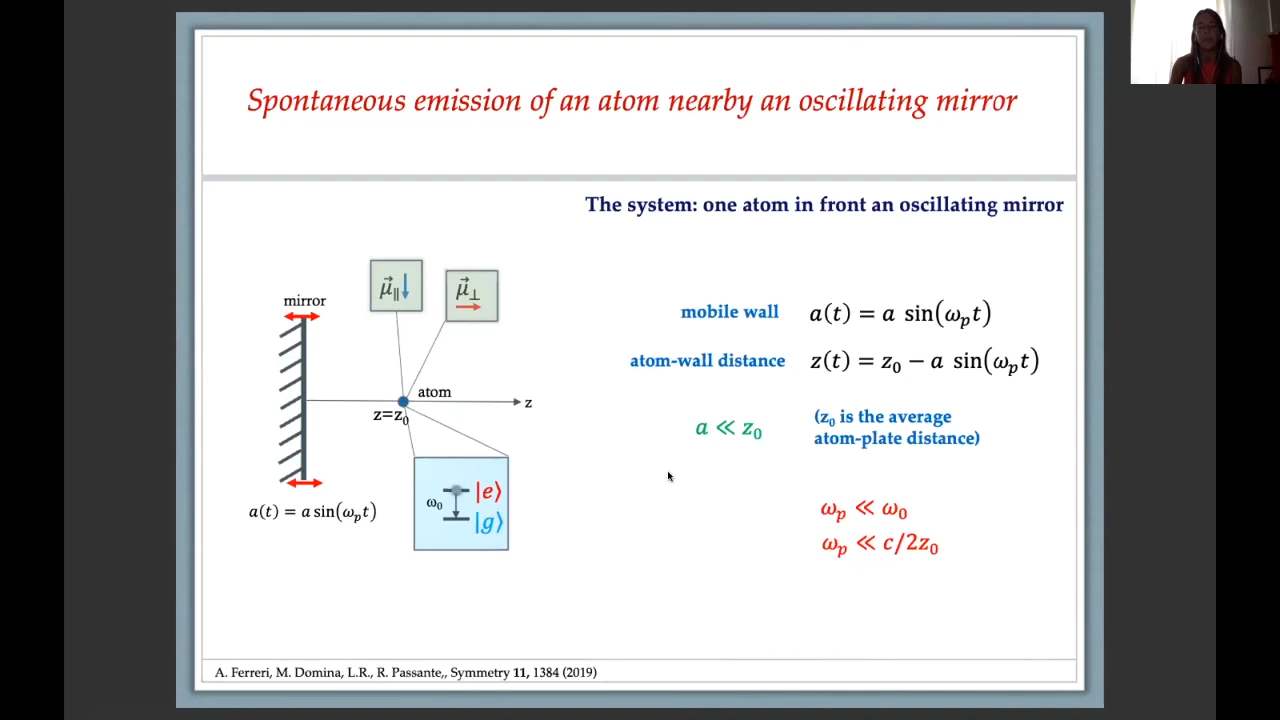 Spontaneous emission of an atom nearby an oscillating mirror
The system: one atom in front an oscillating mirror
μ⃗∥
μ⃗⊥
mirror
atom
z
z=z₀
ω₀
|e⟩
|g⟩
a(t) = a sin(ωₚt)
mobile wall a(t) = a sin(ωₚt)
atom-wall distance z(t) = z₀ − a sin(ωₚt)
a ≪ z₀
(z₀ is the average
atom-plate distance)
ωₚ ≪ ω₀
ωₚ ≪ c/2z₀
A. Ferreri, M. Domina, L.R., R. Passante,, Symmetry 11, 1384 (2019)